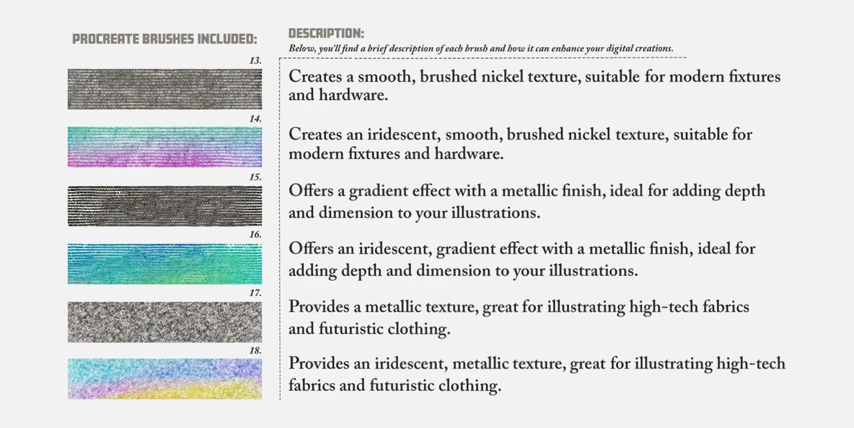 PROCREATE BRUSHES INCLUDED:
DESCRIPTION:
Below, you'll find a brief description of each brush and how it can enhance your digital creations.
13.
Creates a smooth, brushed nickel texture, suitable for modern fixtures
and hardware.
14.
Creates an iridescent, smooth, brushed nickel texture, suitable for
modern fixtures and hardware.
15.
Offers a gradient effect with a metallic finish, ideal for adding depth
and dimension to your illustrations.
16.
Offers an iridescent, gradient effect with a metallic finish, ideal for
adding depth and dimension to your illustrations.
17.
Provides a metallic texture, great for illustrating high-tech fabrics
and futuristic clothing.
18.
Provides an iridescent, metallic texture, great for illustrating high-tech
fabrics and futuristic clothing.